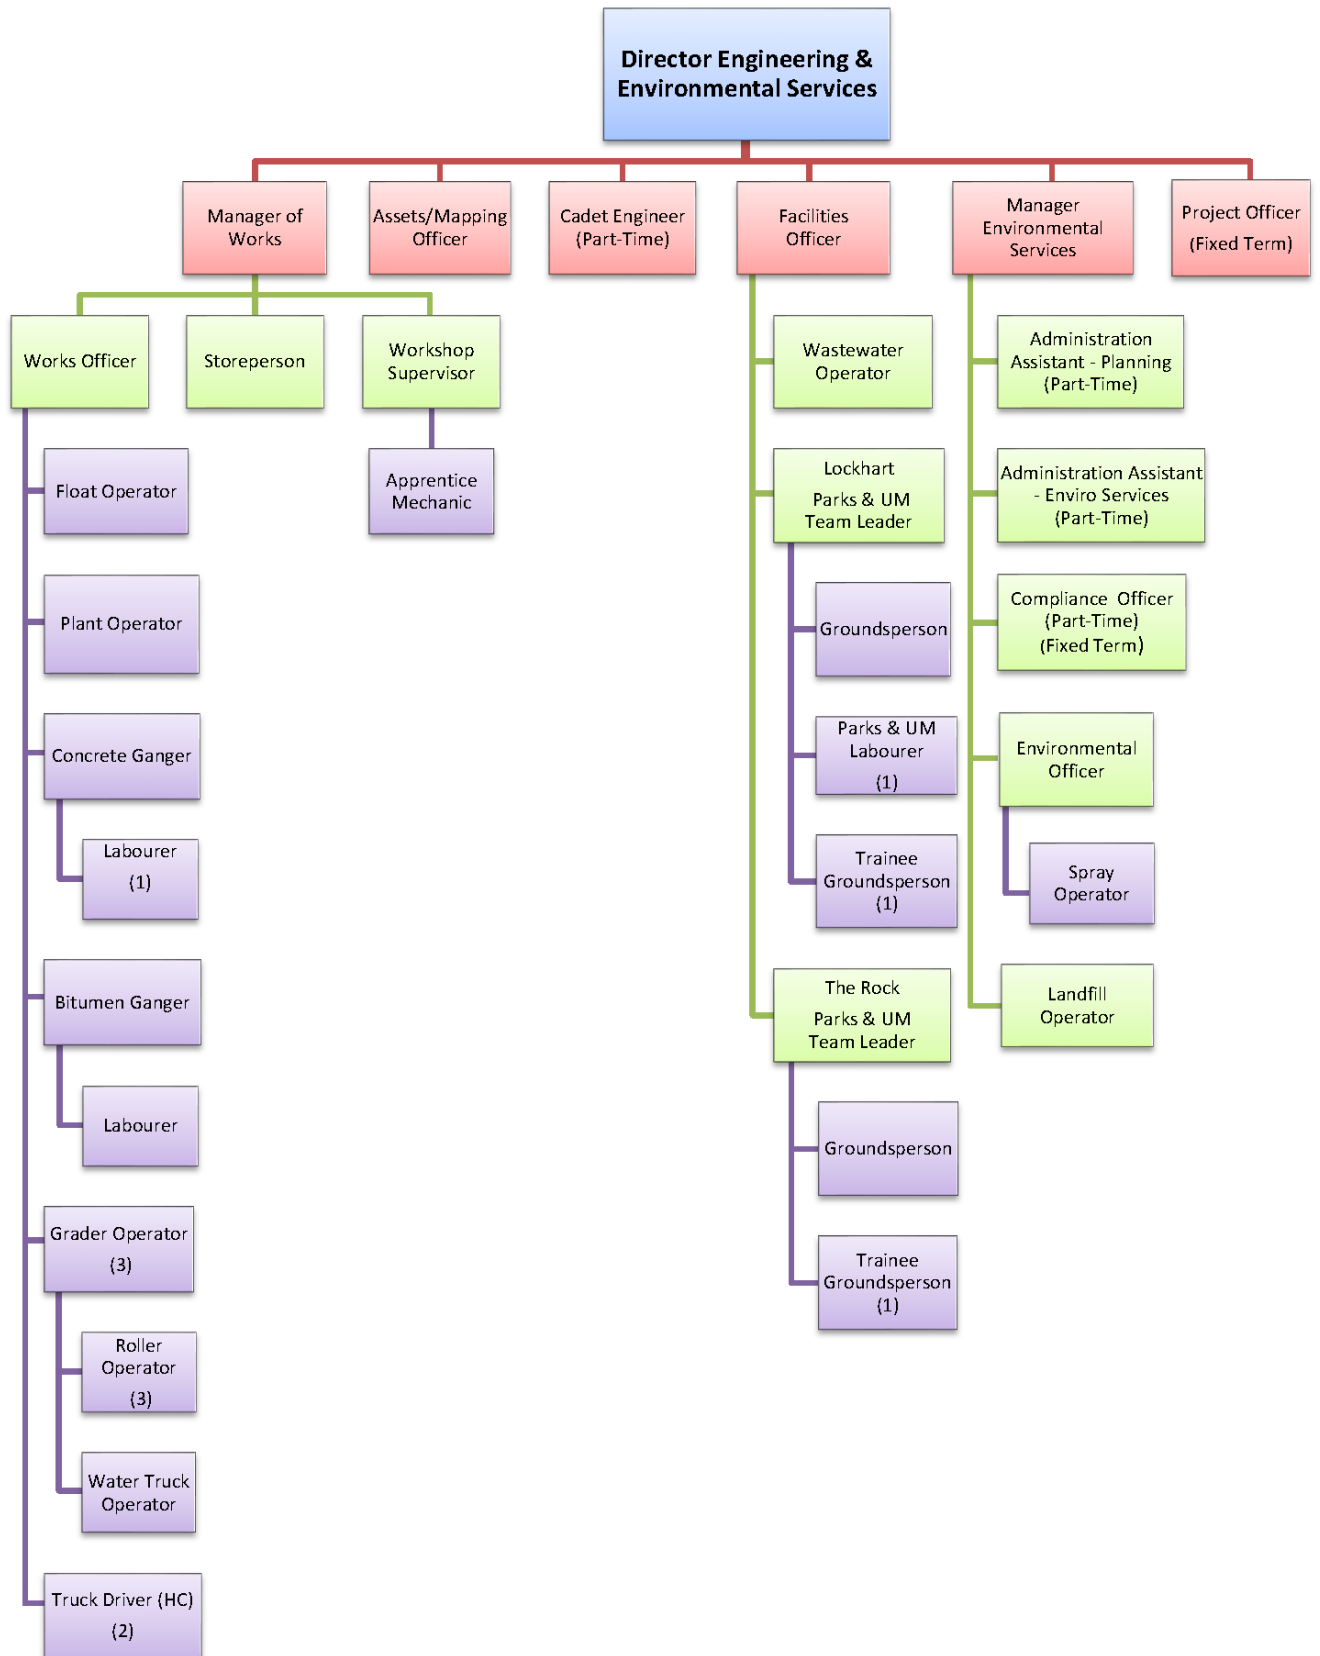 Director Engineering &
Environmental Services
Manager of
Works
Assets/Mapping
Officer
Cadet Engineer
(Part-Time)
Facilities
Officer
Manager
Environmental
Services
Project Officer
(Fixed Term)
Works Officer
Storeperson
Workshop
Supervisor
Float Operator
Apprentice
Mechanic
Plant Operator
Concrete Ganger
Labourer
(1)
Bitumen Ganger
Labourer
Grader Operator
(3)
Roller
Operator
(3)
Water Truck
Operator
Truck Driver (HC)
(2)
Wastewater
Operator
Lockhart
Parks & UM
Team Leader
Groundsperson
Parks & UM
Labourer
(1)
Trainee
Groundsperson
(1)
The Rock
Parks & UM
Team Leader
Groundsperson
Trainee
Groundsperson
(1)
Administration
Assistant - Planning
(Part-Time)
Administration Assistant
- Enviro Services
(Part-Time)
Compliance Officer
(Part-Time)
(Fixed Term)
Environmental
Officer
Spray
Operator
Landfill
Operator